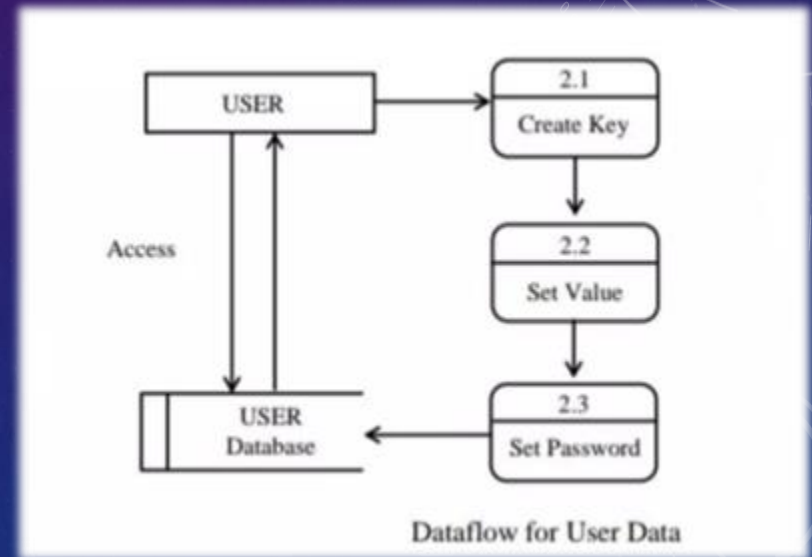 USER
2.1
Create Key
Access
2.2
Set Value
USER
Database
2.3
Set Password
Dataflow for User Data